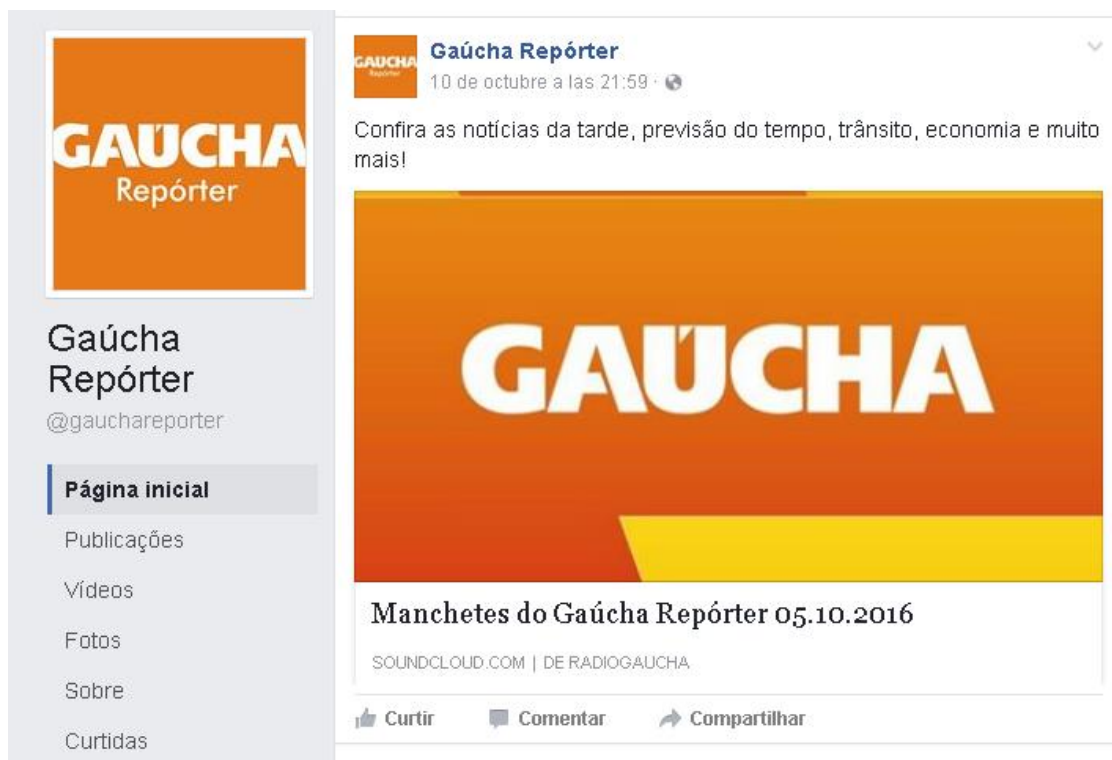 GAÚCHA
Repórter
Gaúcha
Repórter
@gauchareporter
Página inicial
Publicações
Vídeos
Fotos
Sobre
Curtidas
GAUCHA
Repórter
Gaúcha Repórter
10 de octubre a las 21:59 ·
Confira as notícias da tarde, previsão do tempo, trânsito, economia e muito
mais!
GAÚCHA
Manchetes do Gaúcha Repórter 05.10.2016
SOUNDCLOUD.COM | DE RADIOGAUCHA
Curtir Comentar Compartilhar